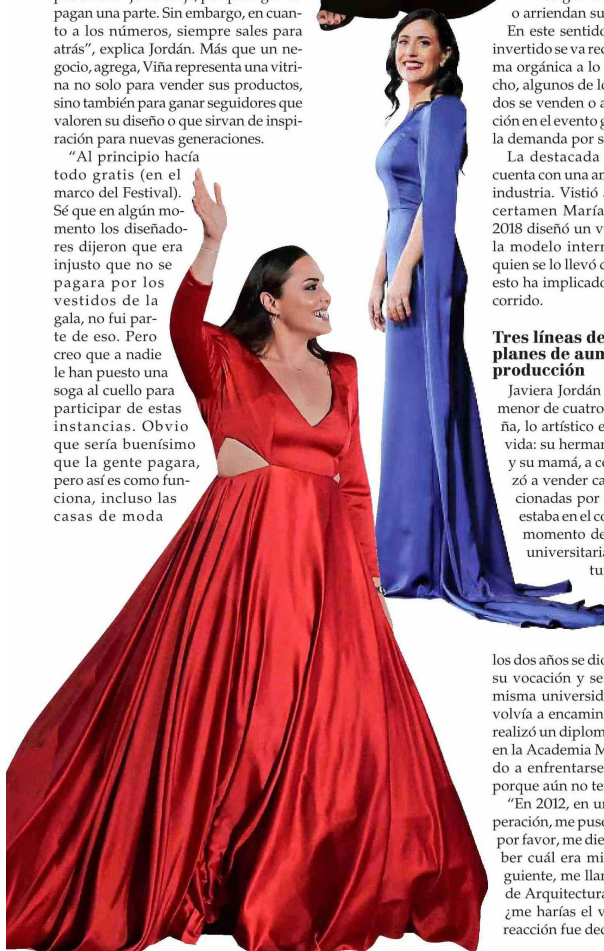 pagan una parte. Sin embargo, en cuan-
to a los números, siempre sales para
atrás”, explica Jordán. Más que un ne-
gocio, agrega, Viña representa una vitri-
na no solo para vender sus productos,
sino también para ganar seguidores que
valoren su diseño o que sirvan de inspi-
ración para nuevas generaciones.
“Al principio hacía
todo gratis (en el
marco del Festival).
Sé que en algún mo-
mento los diseñado-
res dijeron que era
injusto que no se
pagara por los
vestidos de la
gala, no fui par-
te de eso. Pero
creo que a nadie
le han puesto una
soga al cuello para
participar de estas
instancias. Obvio
que sería buenísimo
que la gente pagara,
pero así es como fun-
ciona, incluso las
casas de moda
o arriendan su
En este sentido
invertido se va rec
ma orgánica a lo
cho, algunos de lo
dos se venden o a
ción en el evento g
la demanda por s
La destacada
cuenta con una an
industria. Vistió
certamen María
2018 diseñó un v
la modelo intern
quien se lo llevó d
esto ha implicado
corrido.
Tres líneas de
planes de aum
producción
Javiera Jordán
menor de cuatro
ña, lo artístico e
vida: su herman
y su mamá, a co
zó a vender ca
cionadas por
estaba en el co
momento de
universitaria
tu
los dos años se dio
su vocación y se
misma universid
volvía a encamin
realizó un diplom
en la Academia M
do a enfrentarse
porque aún no te
“En 2012, en un
peración, me puse
por favor, me die
ber cuál era mi
guiente, me llam
de Arquitectura
¿me harías el v
reacción fue dec